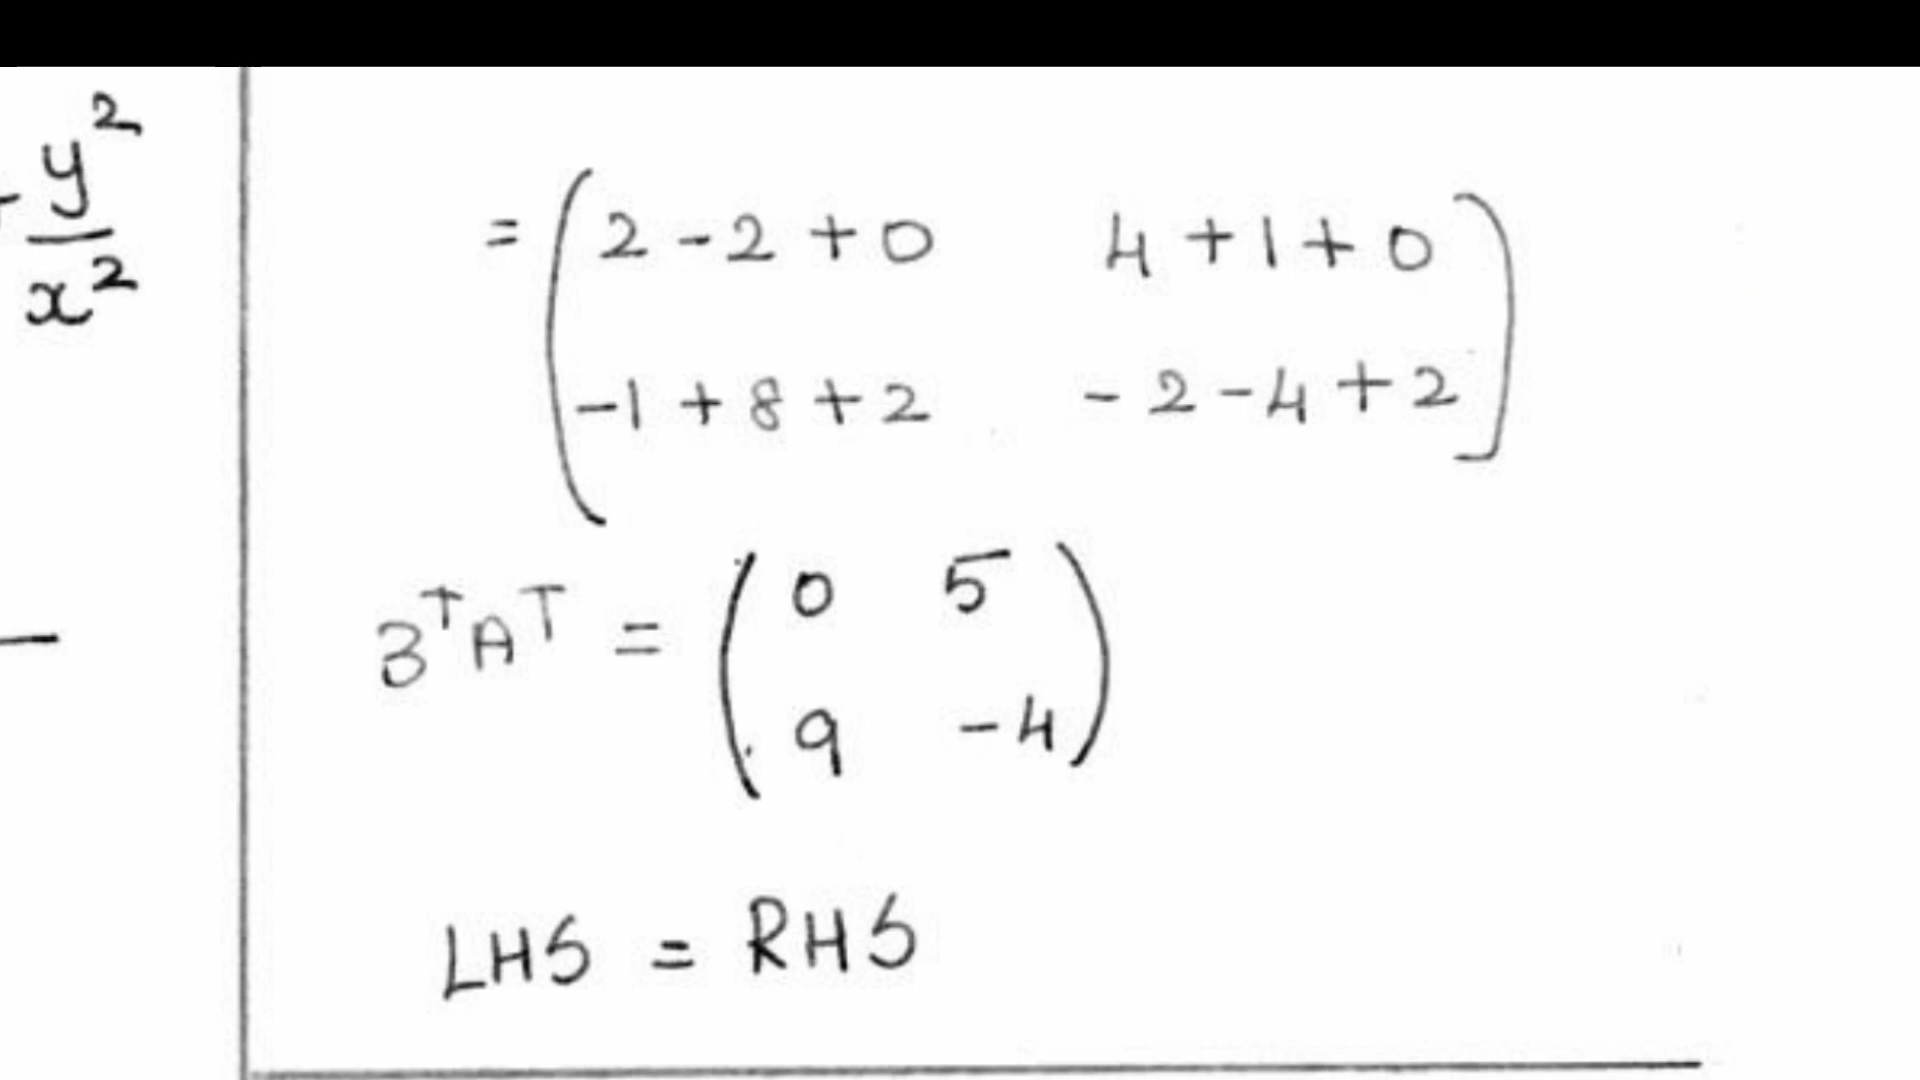 y²
x²
= ( 2 - 2 + 0 4 + 1 + 0
-1 + 8 + 2 - 2 - 4 + 2 ]
BᵀAᵀ = ( 0 5
9 -4 )
LHS = RHS